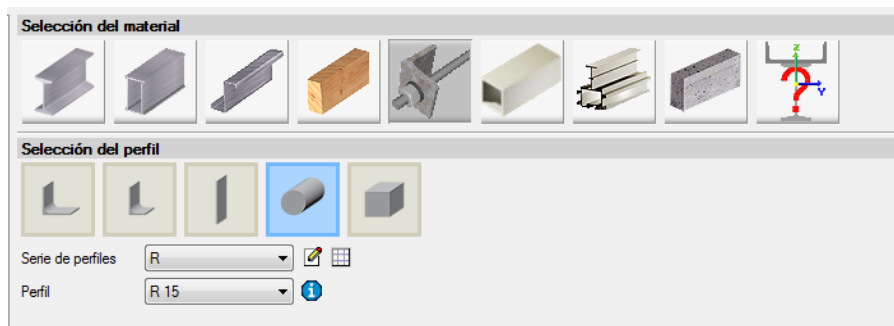 Selección del material
Z
Y
Selección del perfil
Serie de perfiles R
Perfil R 15